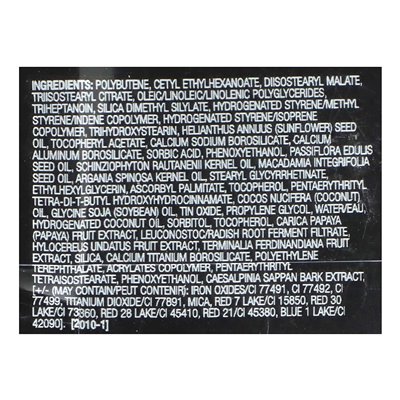 INGREDIENTS: POLYBUTENE, CETYL ETHYLHEXANOATE, DIISOSTEARYL MALATE,
TRIISOSTEARYL CITRATE, OLEIC/LINOLEIC/LINOLENIC POLYGLYCERIDES,
TRIHEPTANOIN, SILICA DIMETHYL SILYLATE, HYDROGENATED STYRENE/METHYL
STYRENE/INDENE COPOLYMER, HYDROGENATED STYRENE/ISOPRENE
COPOLYMER, TRIHYDROXYSTEARIN, HELIANTHUS ANNUUS (SUNFLOWER) SEED
OIL, TOCOPHERYL ACETATE, CALCIUM SODIUM BOROSILICATE, CALCIUM
ALUMINUM BOROSILICATE, SORBIC ACID, PHENOXYETHANOL, PASSIFLORA EDULIS
SEED OIL, SCHINZIOPHYTON RAUTANENII KERNEL OIL, MACADAMIA INTEGRIFOLIA
SEED OIL, ARGANIA SPINOSA KERNEL OIL, STEARYL GLYCYRRHETINATE,
ETHYLHEXYLGLYCERIN, ASCORBYL PALMITATE, TOCOPHEROL, PENTAERYTHRITYL
TETRA-DI-T-BUTYL HYDROXYHYDROCINNAMATE, COCOS NUCIFERA (COCONUT)
OIL, GLYCINE SOJA (SOYBEAN) OIL, TIN OXIDE, PROPYLENE GLYCOL, WATER/EAU,
HYDROGENATED COCONUT OIL, SORBITOL, TOCOPHEROL, CARICA PAPAYA
(PAPAYA) FRUIT EXTRACT, LEUCONOSTOC/RADISH ROOT FERMENT FILTRATE,
HYLOCEREUS UNDATUS FRUIT EXTRACT, TERMINALIA FERDINANDIANA FRUIT
EXTRACT, SILICA, CALCIUM TITANIUM BOROSILICATE, POLYETHYLENE
TEREPHTHALATE, ACRYLATES COPOLYMER, PENTAERYTHRITYL
TETRAISOSTEARATE, PHENOXYETHANOL, CAESALPINIA SAPPAN BARK EXTRACT,
[+/- (MAY CONTAIN/PEUT CONTENIR): IRON OXIDES/CI 77491, CI 77492, CI
77499, TITANIUM DIOXIDE/CI 77891, MICA, RED 7 LAKE/CI 15850, RED 30
LAKE/CI 73360, RED 28 LAKE/CI 45410, RED 21/CI 45380, BLUE 1 LAKE/CI
42090]. [2010-1]